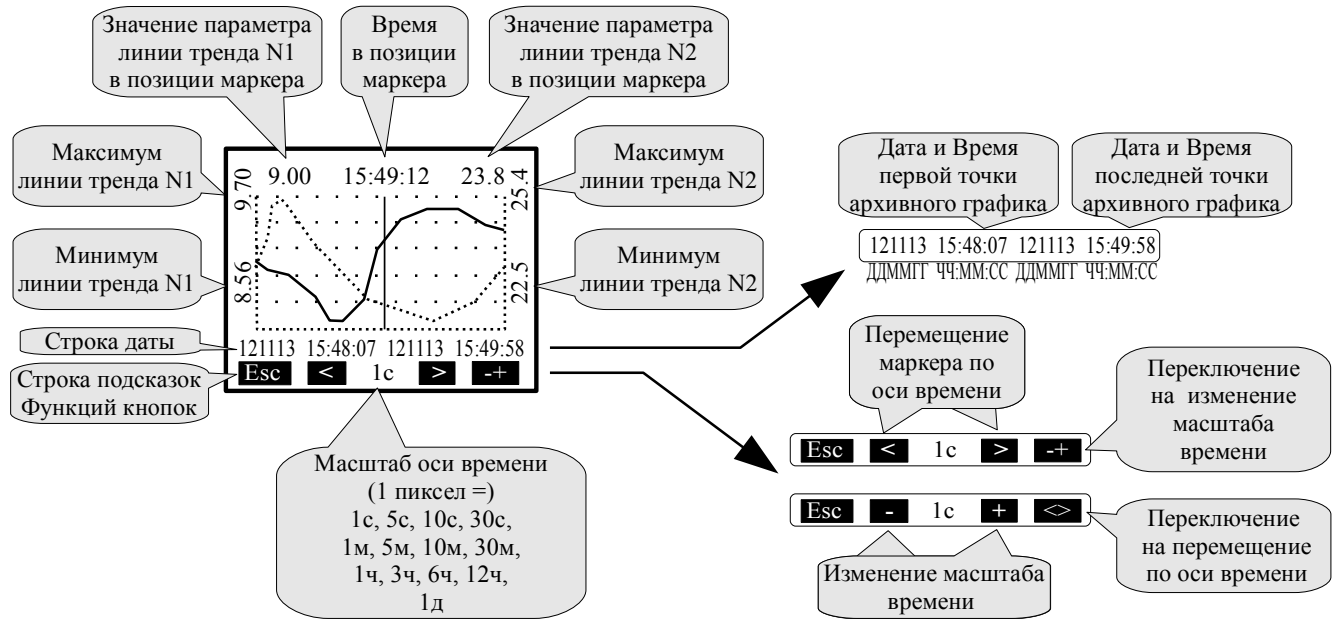 Значение параметра
линии тренда N1
в позиции маркера
Время
в позиции
маркера
Значение параметра
линии тренда N2
в позиции маркера
Максимум
линии тренда N1
Минимум
линии тренда N1
Строка даты
Строка подсказок
Функций кнопок
9.70
9.00 15:49:12 23.8
25.4
8.56
22.5
121113 15:48:07 121113 15:49:58
Esc < 1с > -+
Максимум
линии тренда N2
Минимум
линии тренда N2
Масштаб оси времени
(1 пиксел =)
1с, 5с, 10с, 30с,
1м, 5м, 10м, 30м,
1ч, 3ч, 6ч, 12ч,
1д
Дата и Время
первой точки
архивного графика
Дата и Время
последней точки
архивного графика
121113 15:48:07 121113 15:49:58
ДДММГГ ЧЧ:ММ:СС ДДММГГ ЧЧ:ММ:СС
Перемещение
маркера по
оси времени
Esc < 1с > -+
Переключение
на изменение
масштаба
времени
Esc - 1с + <>
Изменение масштаба
времени
Переключение
на перемещение
по оси времени